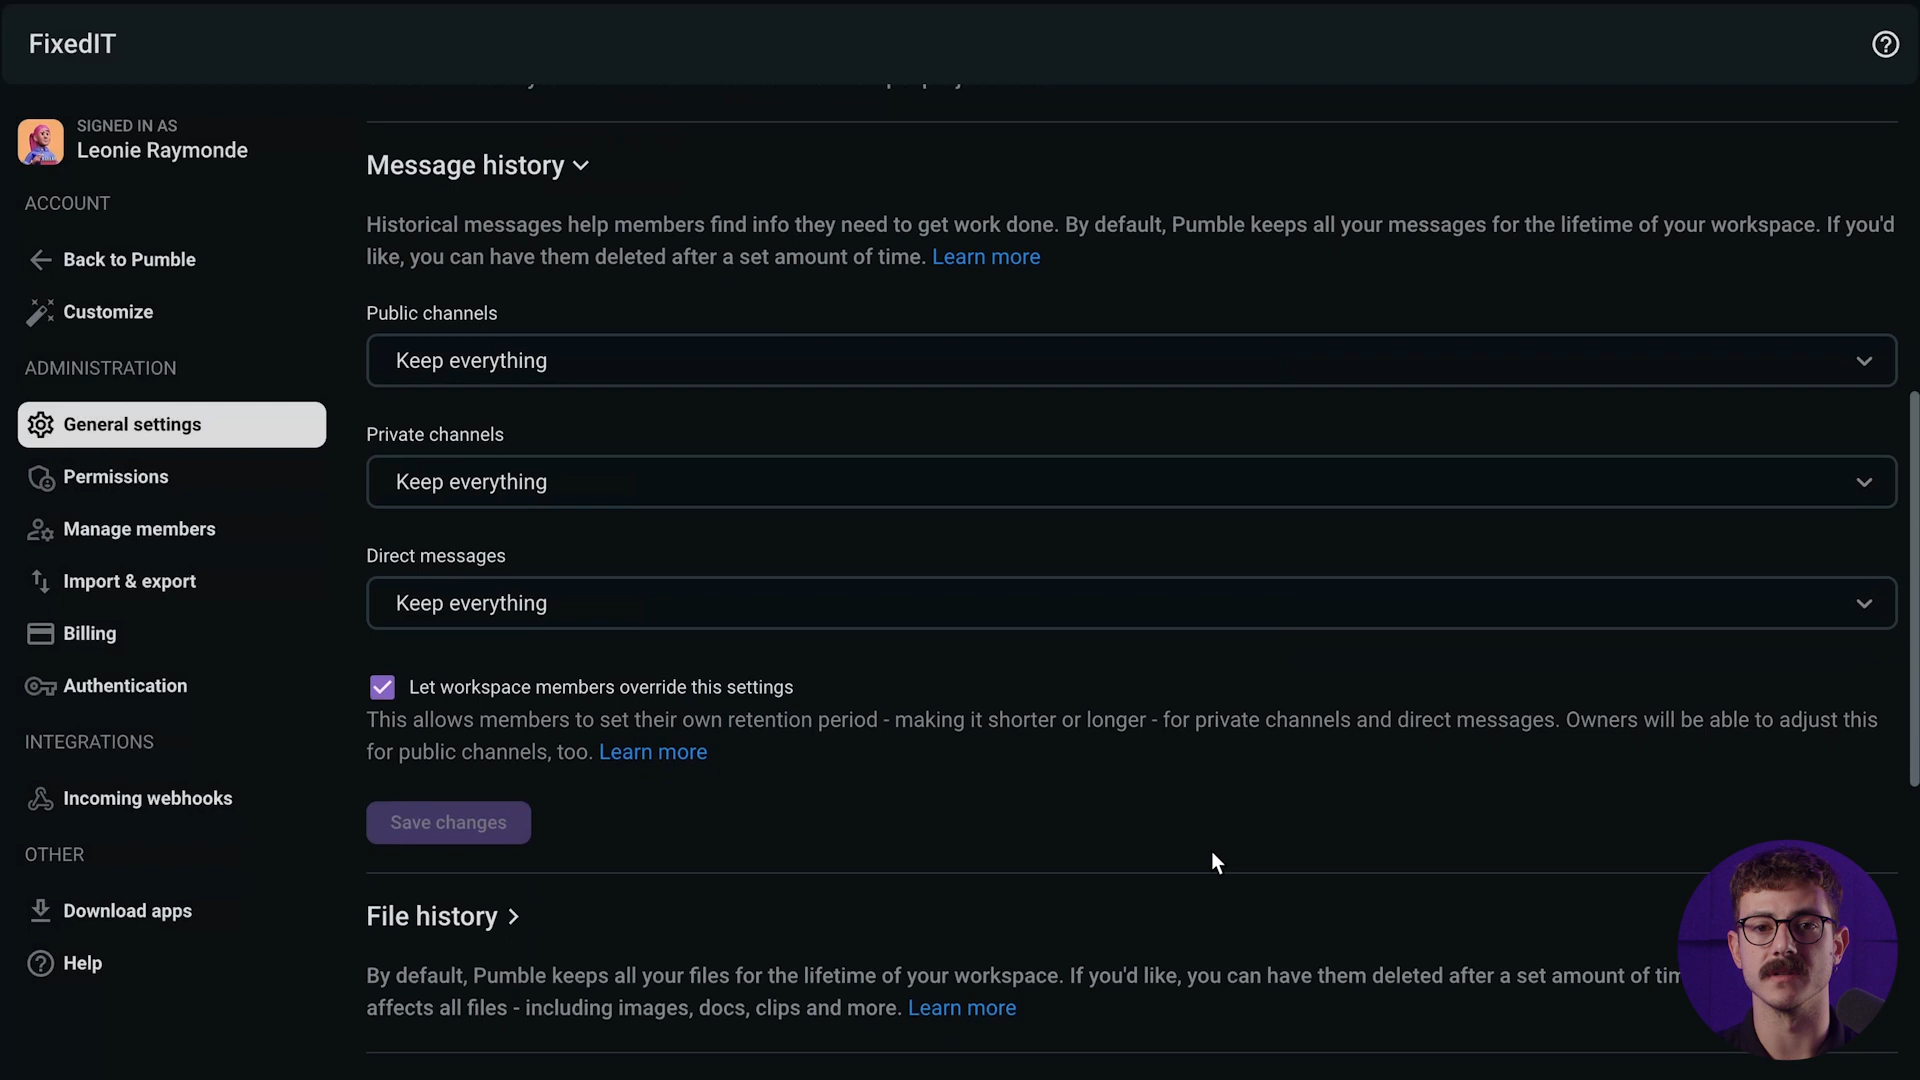 FixedIT
SIGNED IN AS
Leonie Raymonde
ACCOUNT
Back to Pumble
Customize
ADMINISTRATION
General settings
Permissions
Manage members
Import & export
Billing
Authentication
INTEGRATIONS
Incoming webhooks
OTHER
Download apps
Help
Message history
Historical messages help members find info they need to get work done. By default, Pumble keeps all your messages for the lifetime of your workspace. If you'd
like, you can have them deleted after a set amount of time. Learn more
Public channels
Keep everything
Private channels
Keep everything
Direct messages
Keep everything
Let workspace members override this settings
This allows members to set their own retention period - making it shorter or longer - for private channels and direct messages. Owners will be able to adjust this
for public channels, too. Learn more
Save changes
File history
By default, Pumble keeps all your files for the lifetime of your workspace. If you'd like, you can have them deleted after a set amount of
affects all files - including images, docs, clips and more. Learn more